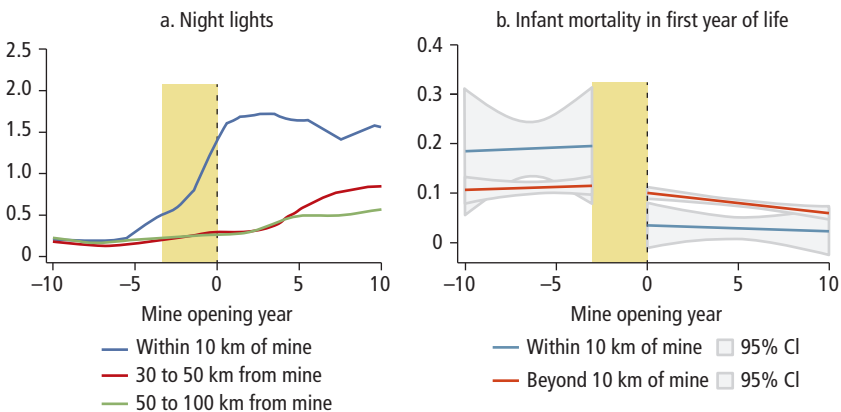 a. Night lights
2.5
2.0
1.5
1.0
0.5
0
–10 –5 0 5 10
Mine opening year
Within 10 km of mine
30 to 50 km from mine
50 to 100 km from mine
b. Infant mortality in first year of life
0.4
0.3
0.2
0.1
0
–10 –5 0 5 10
Mine opening year
Within 10 km of mine 95% CI
Beyond 10 km of mine 95% CI